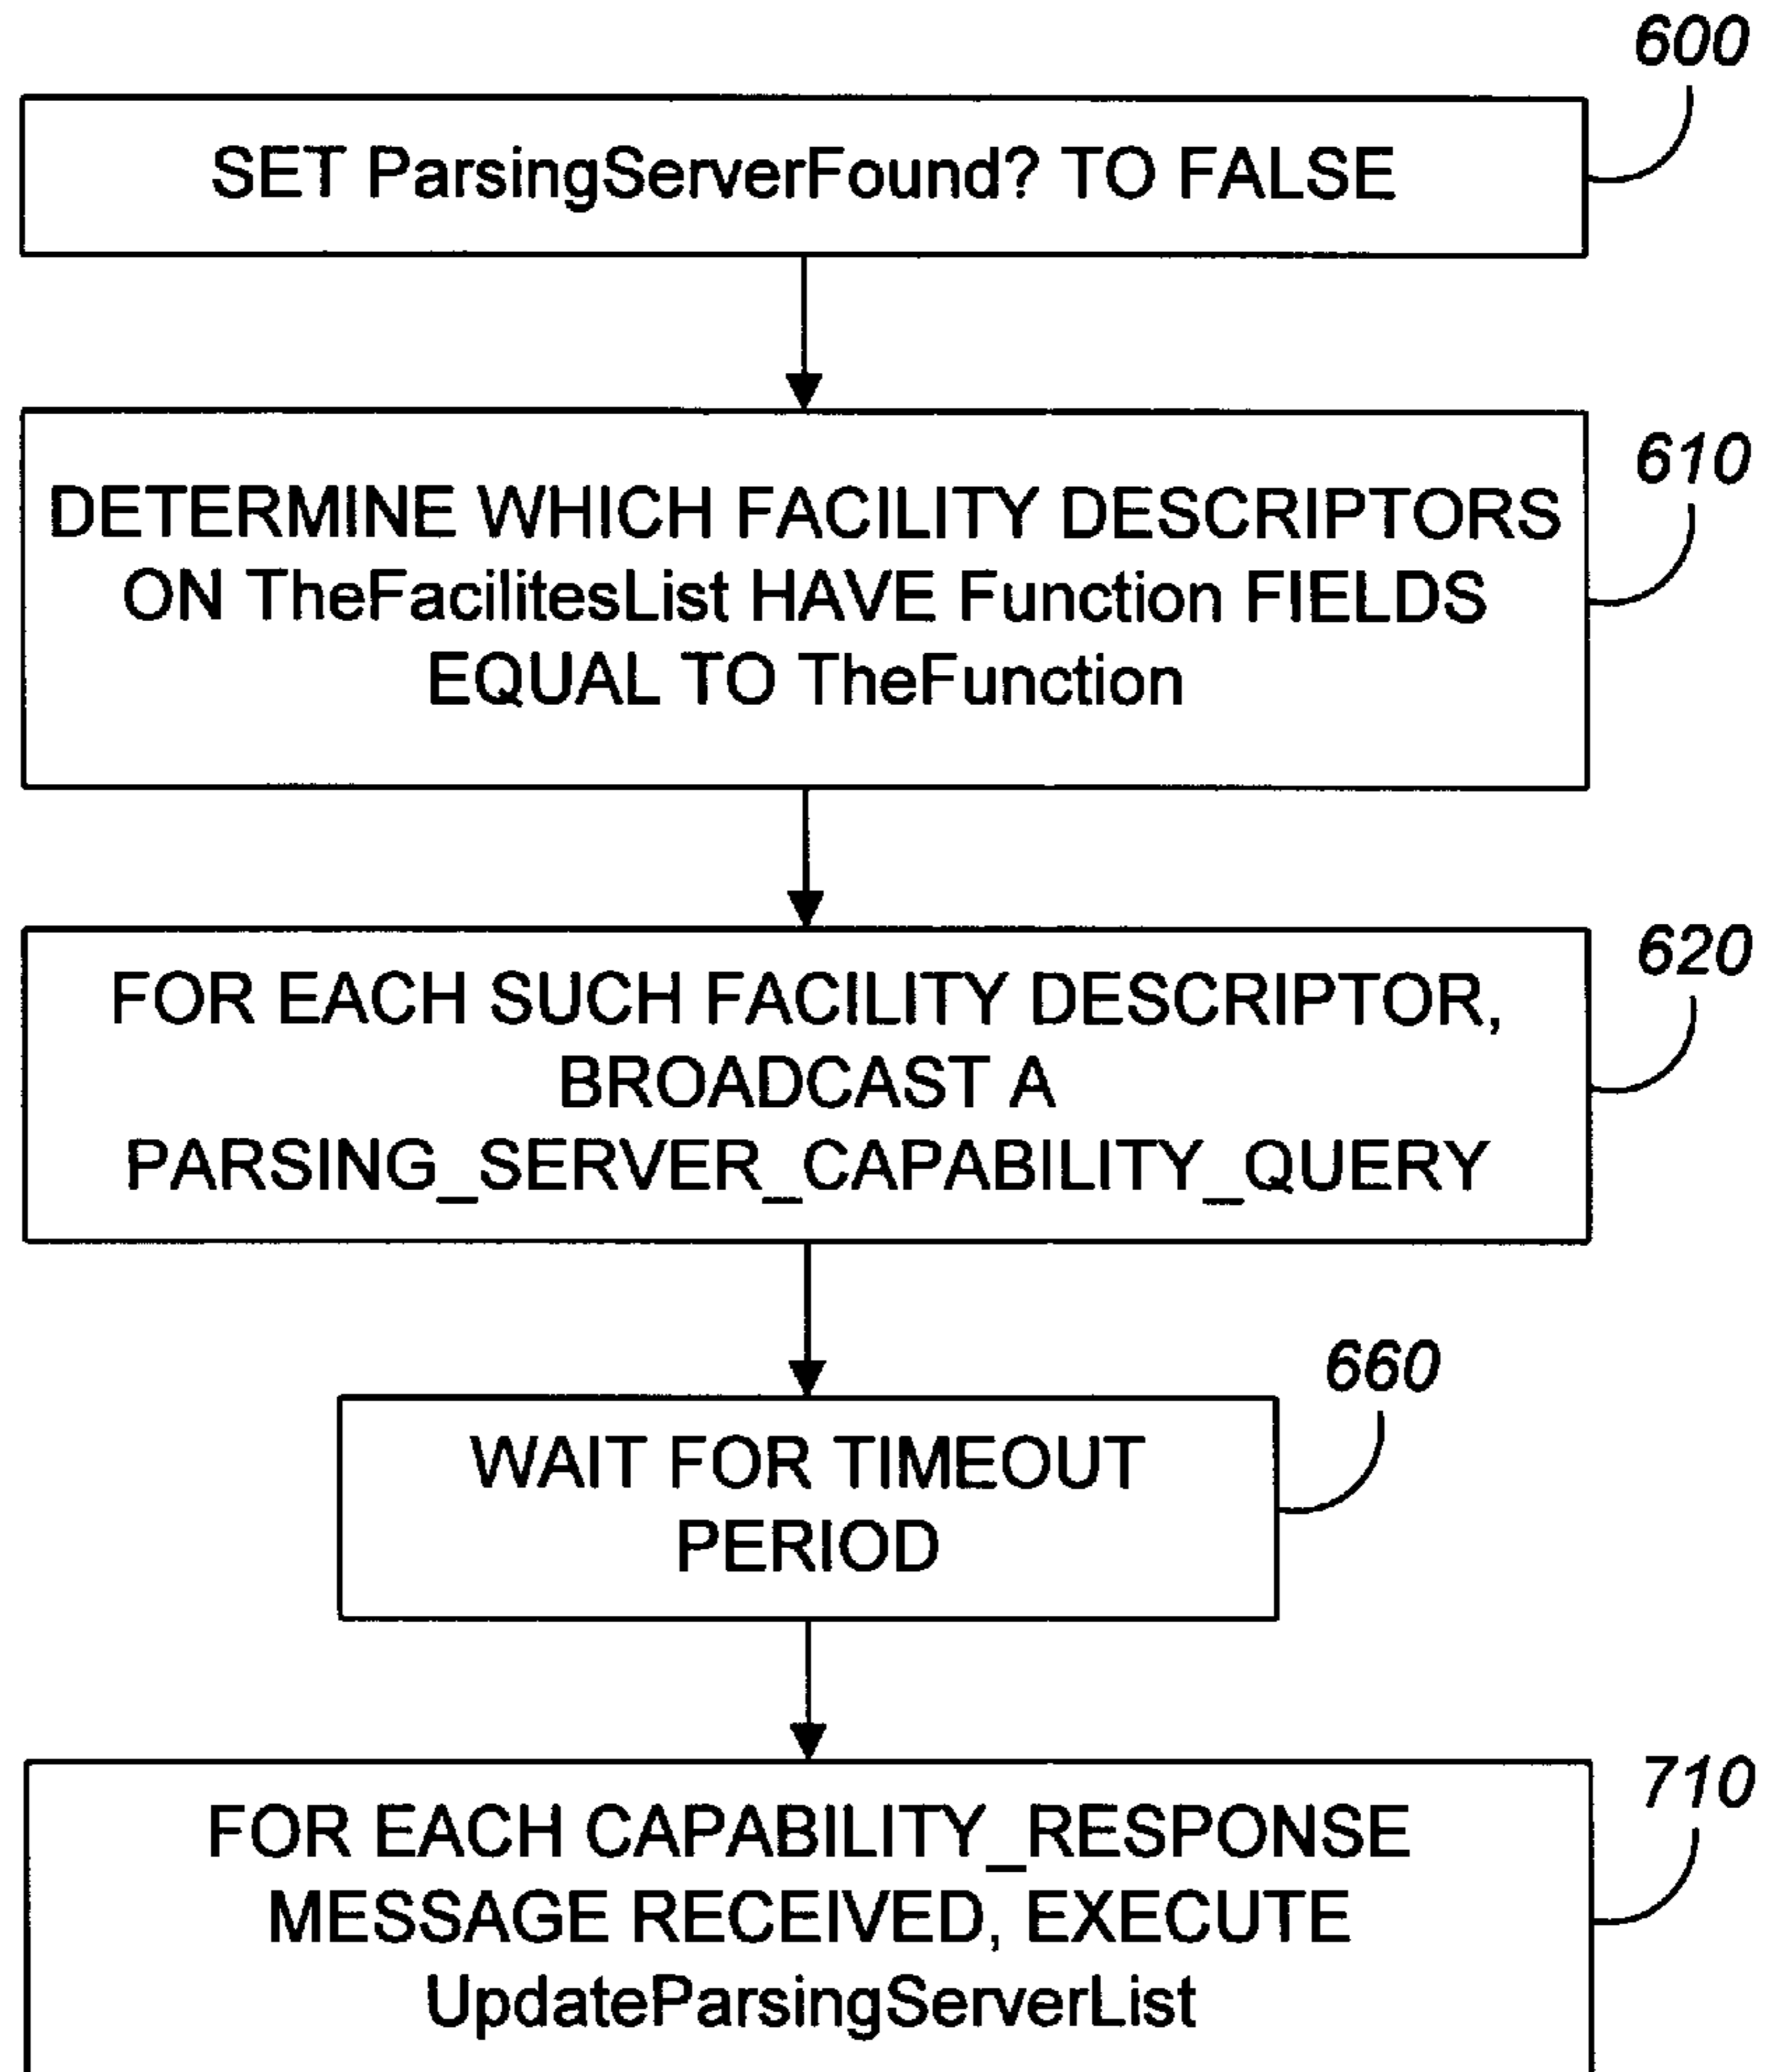 600
SET ParsingServerFound? TO FALSE
610
DETERMINE WHICH FACILITY DESCRIPTORS
ON TheFacilitesList HAVE Function FIELDS
EQUAL TO TheFunction
620
FOR EACH SUCH FACILITY DESCRIPTOR,
BROADCAST A
PARSING_SERVER_CAPABILITY_QUERY
660
WAIT FOR TIMEOUT
PERIOD
710
FOR EACH CAPABILITY_RESPONSE
MESSAGE RECEIVED, EXECUTE
UpdateParsingServerList